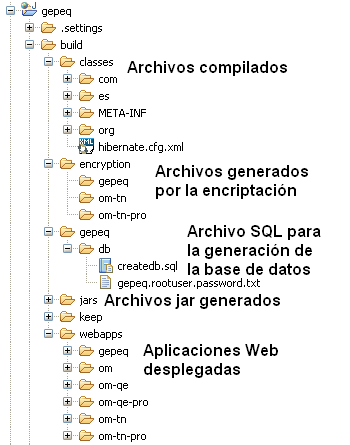 gepeq
.settings
build
classes
Archivos compilados
com
es
META-INF
org
XML
hibernate.cfg.xml
encryption
Archivos generados
por la encriptación
gepeq
om-tn
om-tn-pro
gepeq
Archivo SQL para
la generación de
la base de datos
db
createdb.sql
gepeq.rootuser.password.txt
jars
Archivos jar generados
keep
webapps
gepeq
Aplicaciones Web
desplegadas
om
om-qe
om-qe-pro
om-tn
om-tn-pro